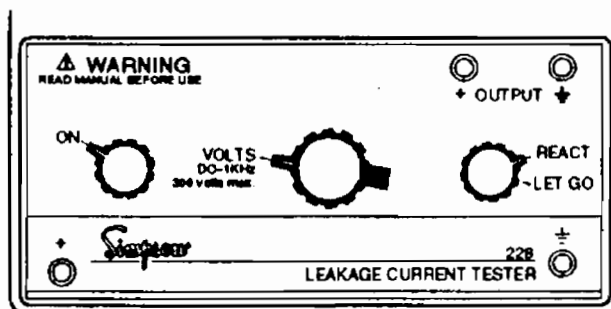 ⚠ WARNING
READ MANUAL BEFORE USE
+ OUTPUT ⏚
ON
VOLTS
DC-1KHz
300 volts max.
REACT
LET GO
+
Simpson
228
LEAKAGE CURRENT TESTER
⏚